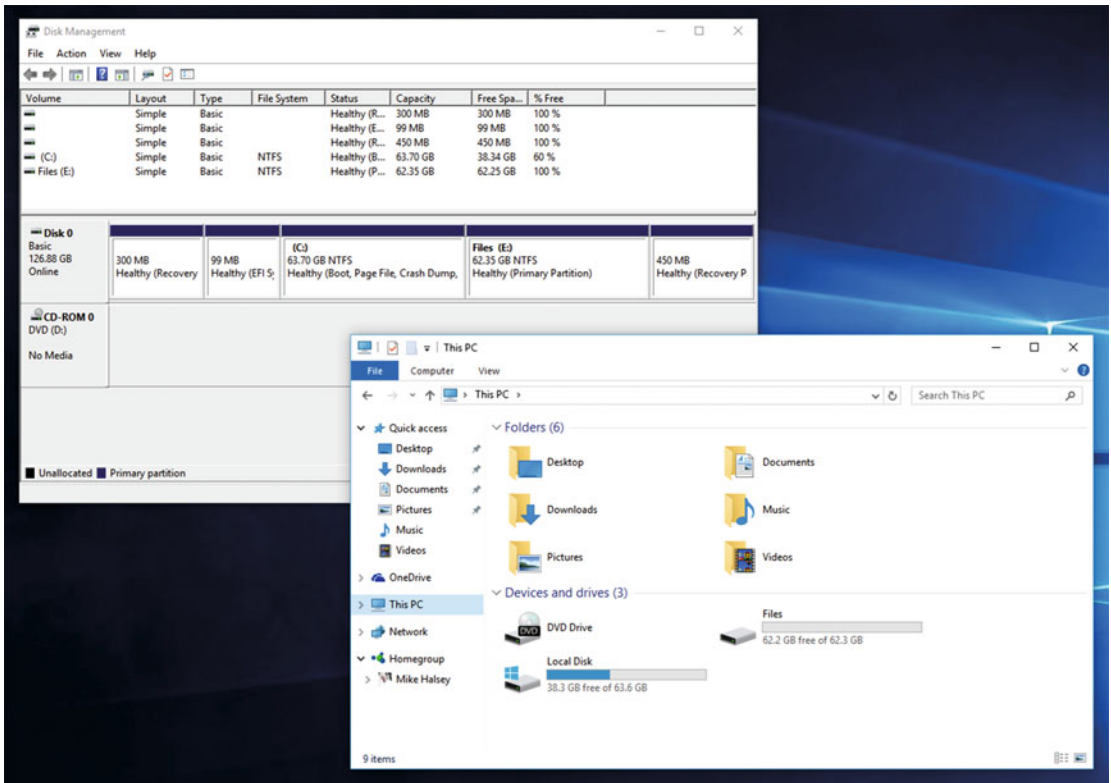 Disk Management
File Action View Help
Volume Layout Type File System Status Capacity Free Spa... % Free
Simple Basic Healthy (R... 300 MB 300 MB 100 %
Simple Basic Healthy (E... 99 MB 99 MB 100 %
Simple Basic Healthy (R... 450 MB 450 MB 100 %
(C:) Simple Basic NTFS Healthy (B... 63.70 GB 38.34 GB 60 %
Files (E:) Simple Basic NTFS Healthy (P... 62.35 GB 62.25 GB 100 %
Disk 0
Basic
126.88 GB
Online
300 MB
Healthy (Recovery
99 MB
Healthy (EFI Sy
(C:)
63.70 GB NTFS
Healthy (Boot, Page File, Crash Dump,
Files (E:)
62.35 GB NTFS
Healthy (Primary Partition)
450 MB
Healthy (Recovery P
CD-ROM 0
DVD (D:)
No Media
Unallocated Primary partition
This PC
File Computer View
This PC
Search This PC
Quick access
Desktop
Downloads
Documents
Pictures
Music
Videos
OneDrive
This PC
Network
Homegroup
Mike Halsey
Folders (6)
Desktop
Documents
Downloads
Music
Pictures
Videos
Devices and drives (3)
DVD
DVD Drive
Files
62.2 GB free of 62.3 GB
Local Disk
38.3 GB free of 63.6 GB
9 items